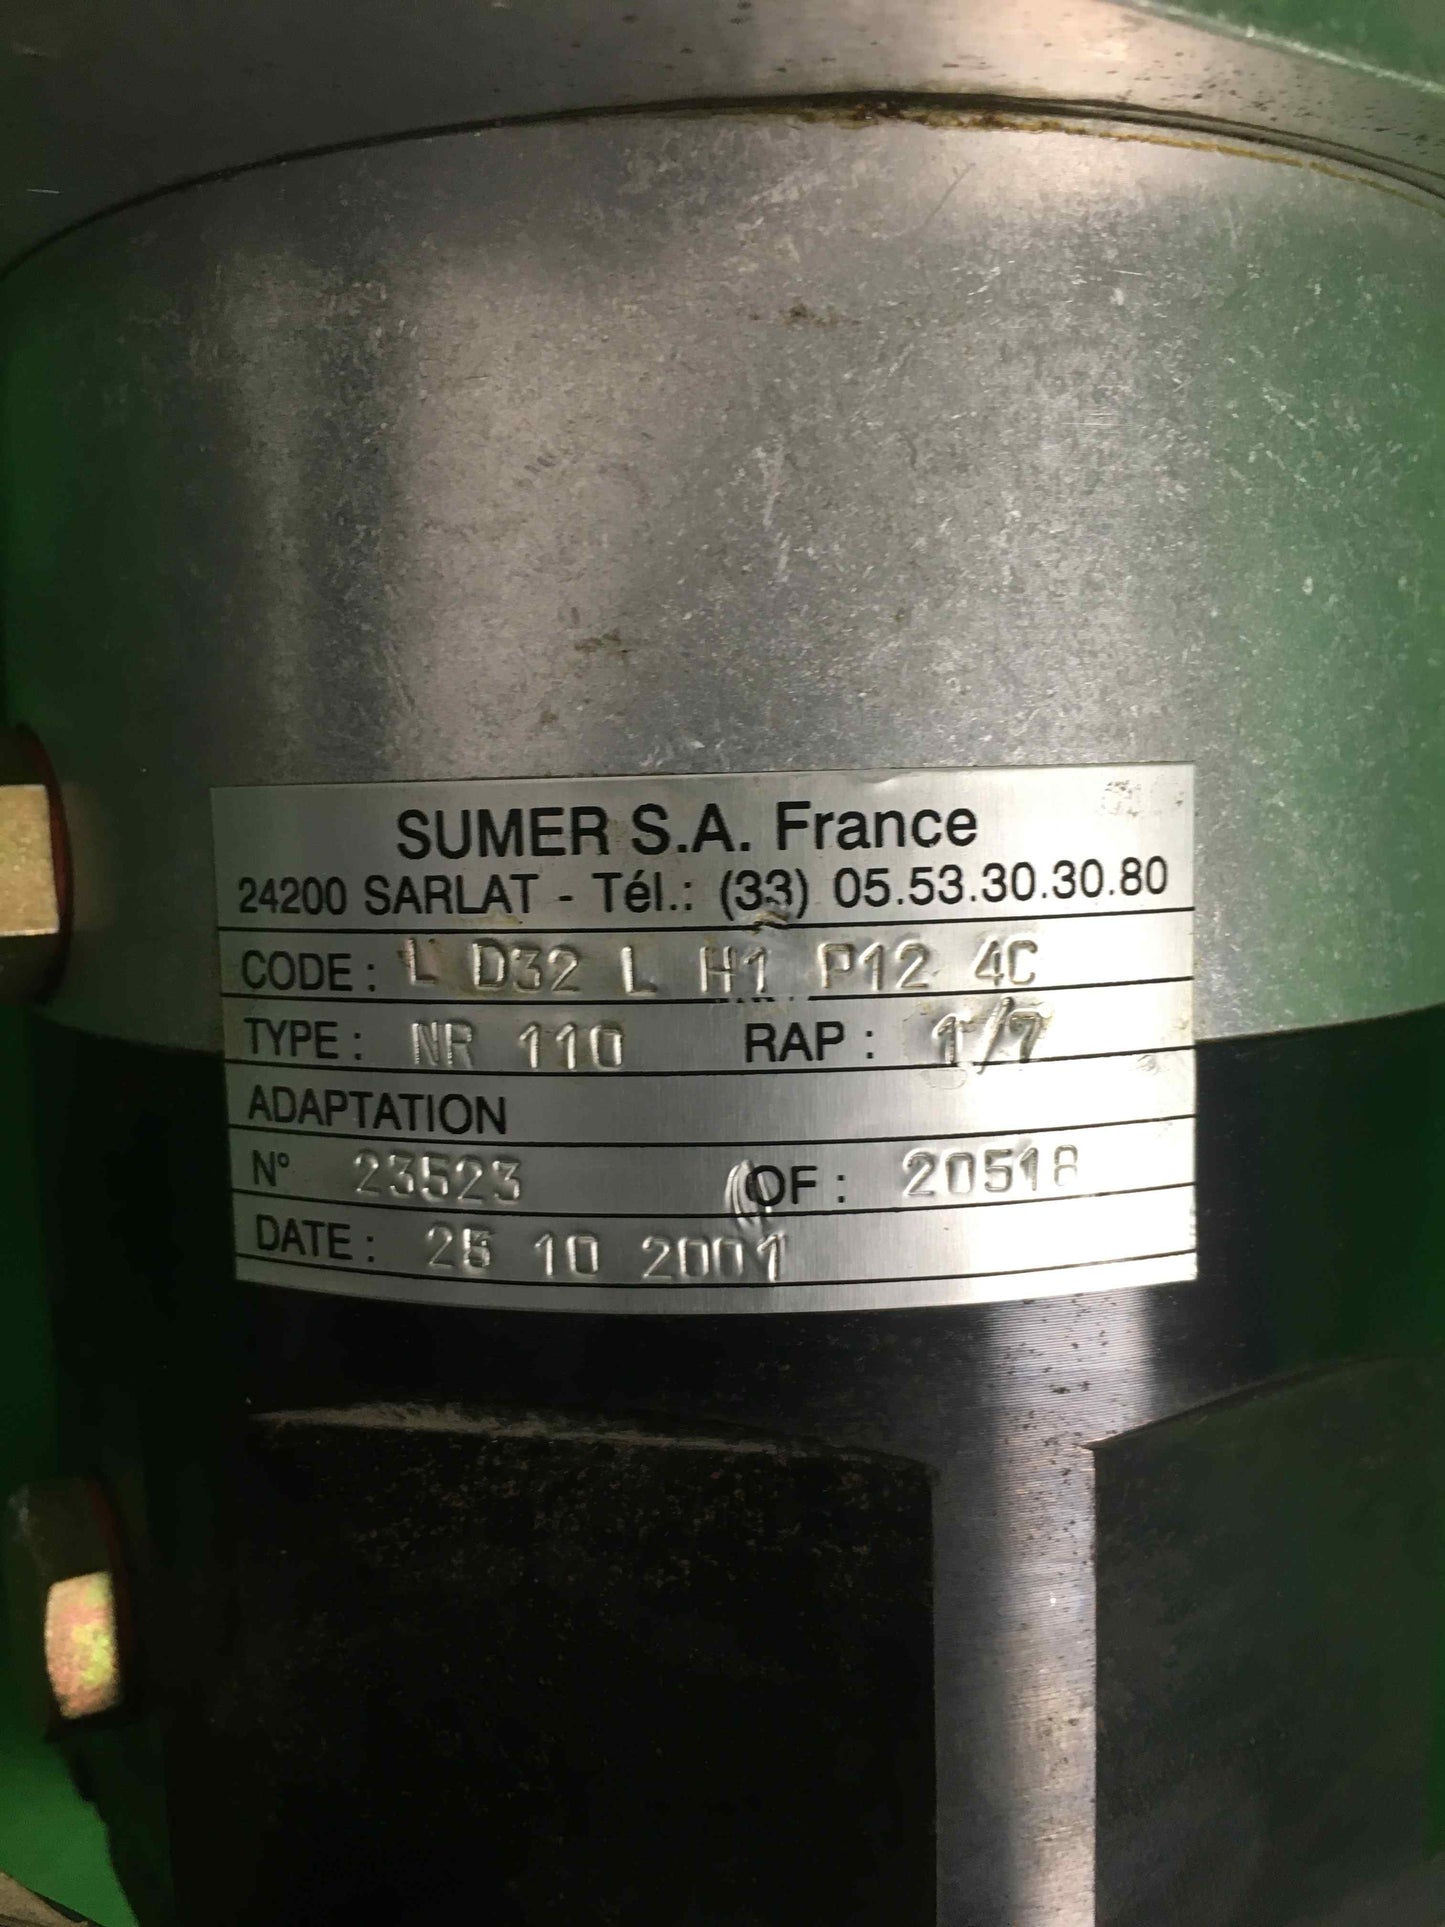 SUMER S.A. France
24200 SARLAT - Tél.: (33) 05.53.30.30.80
CODE : L D32 L H1 P12 4C
TYPE : NR 110 RAP : 1/7
ADAPTATION
N° 23523 OF : 20518
DATE : 10 2001